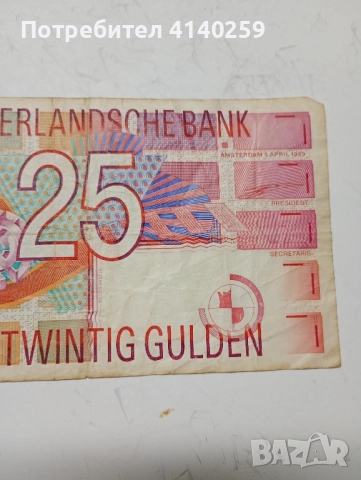 Потребител 4140259
ERLANDSCHE BANK
AMSTERDAM 5 APRIL 1989
25
PRESIDENT
SECRETARIS
TWINTIG GULDEN
BAZAR